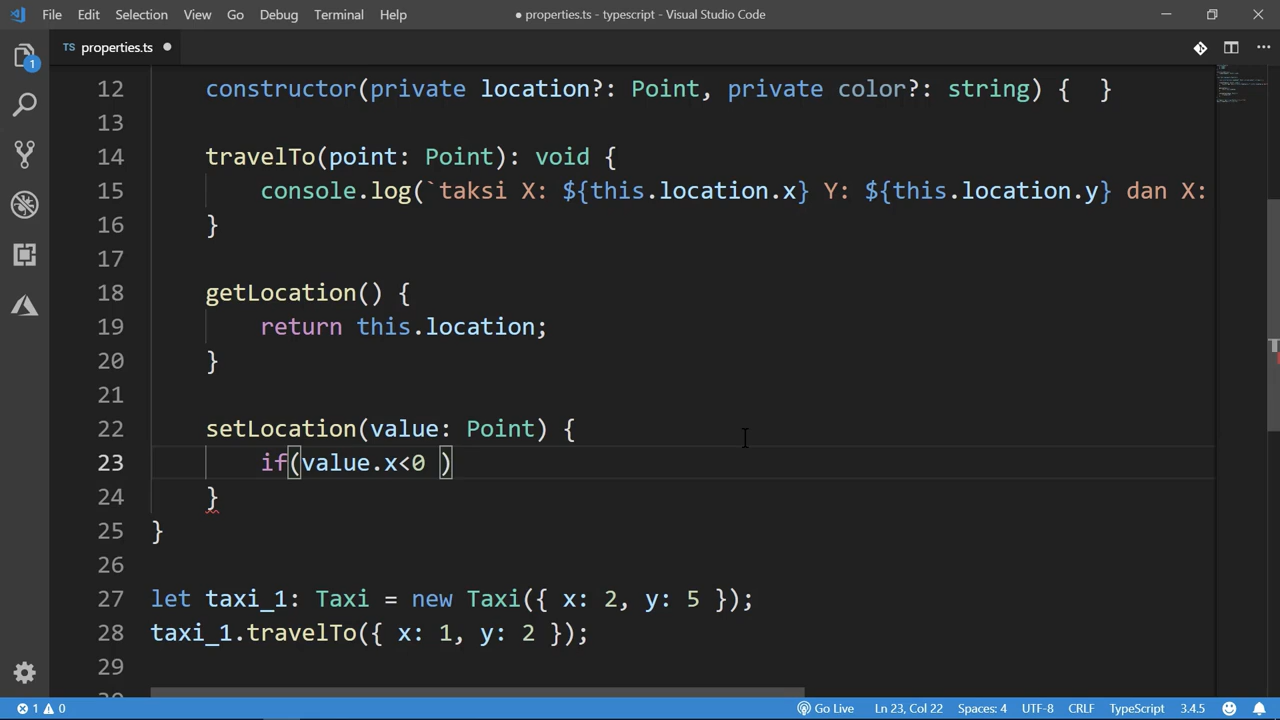 File Edit Selection View Go Debug Terminal Help
● properties.ts - typescript - Visual Studio Code
TS properties.ts ●
1
12 constructor(private location?: Point, private color?: string) {  }
13
14 travelTo(point: Point): void {
15 console.log(`taksi X: ${this.location.x} Y: ${this.location.y} dan X:
16 }
17
18 getLocation() {
19 return this.location;
20 }
21
22 setLocation(value: Point) {
23 if(value.x<0 )
24 }
25 }
26
27 let taxi_1: Taxi = new Taxi({ x: 2, y: 5 });
28 taxi_1.travelTo({ x: 1, y: 2 });
29
1 0 Go Live Ln 23, Col 22 Spaces: 4 UTF-8 CRLF TypeScript 3.4.5